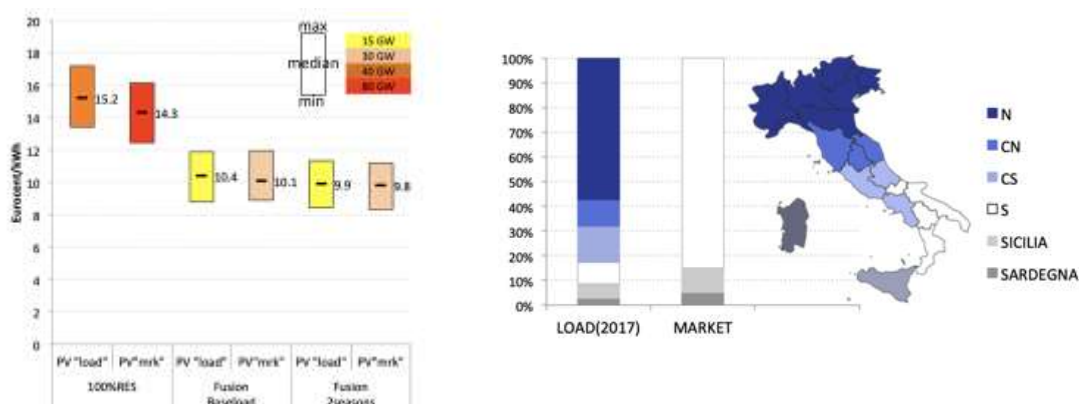 20
18
16
14
12
10
8
6
4
2
0
Eurocent/kWh
max
median
min
15 GW
30 GW
40 GW
80 GW
15.2
14.3
10.4
10.1
9.9
9.8
PV "load" PV"mrk" PV "load" PV"mrk" PV "load" PV"mrk"
100%RES Fusion Baseload Fusion 2seasons
100%
90%
80%
70%
60%
50%
40%
30%
20%
10%
0%
LOAD(2017) MARKET
N
CN
CS
S
SICILIA
SARDEGNA